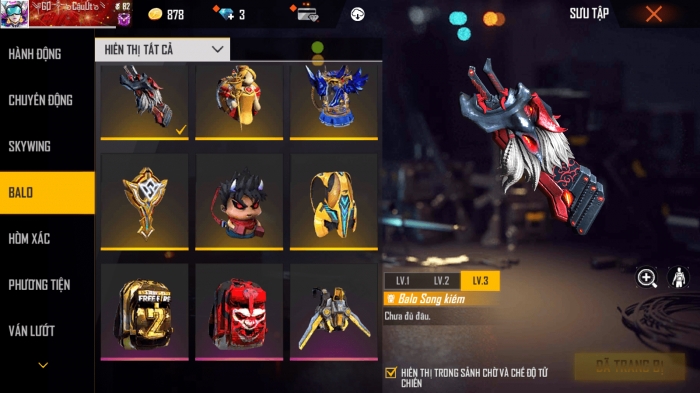 878
3
SƯU TẬP
HÀNH ĐỘNG
CHUYỂN ĐỘNG
SKYWING
BALO
HÒM XÁC
PHƯƠNG TIỆN
VÁN LƯỚT
HIỂN THỊ TẤT CẢ
FREE FIRE
LV.1
LV.2
LV.3
Balo Song kiếm
Chưa đủ đâu.
HIỂN THỊ TRONG SẢNH CHỜ VÀ CHẾ ĐỘ TỬ
CHIẾN
ĐÃ TRANG BỊ